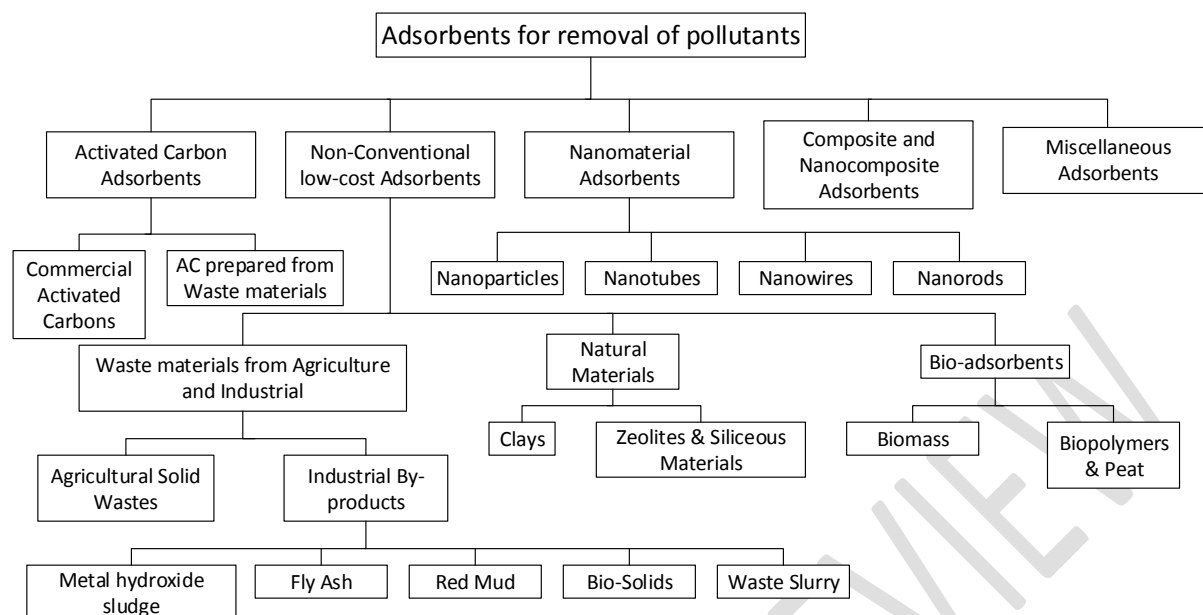 Adsorbents for removal of pollutants
Activated Carbon
Adsorbents
Non-Conventional
low-cost Adsorbents
Nanomaterial
Adsorbents
Composite and
Nanocomposite
Adsorbents
Miscellaneous
Adsorbents
Commercial
Activated
Carbons
AC prepared from
Waste materials
Nanoparticles
Nanotubes
Nanowires
Nanorods
Waste materials from Agriculture
and Industrial
Natural
Materials
Bio-adsorbents
Clays
Zeolites & Siliceous
Materials
Biomass
Biopolymers
& Peat
Agricultural Solid
Wastes
Industrial By-
products
Metal hydroxide
sludge
Fly Ash
Red Mud
Bio-Solids
Waste Slurry
VIEW